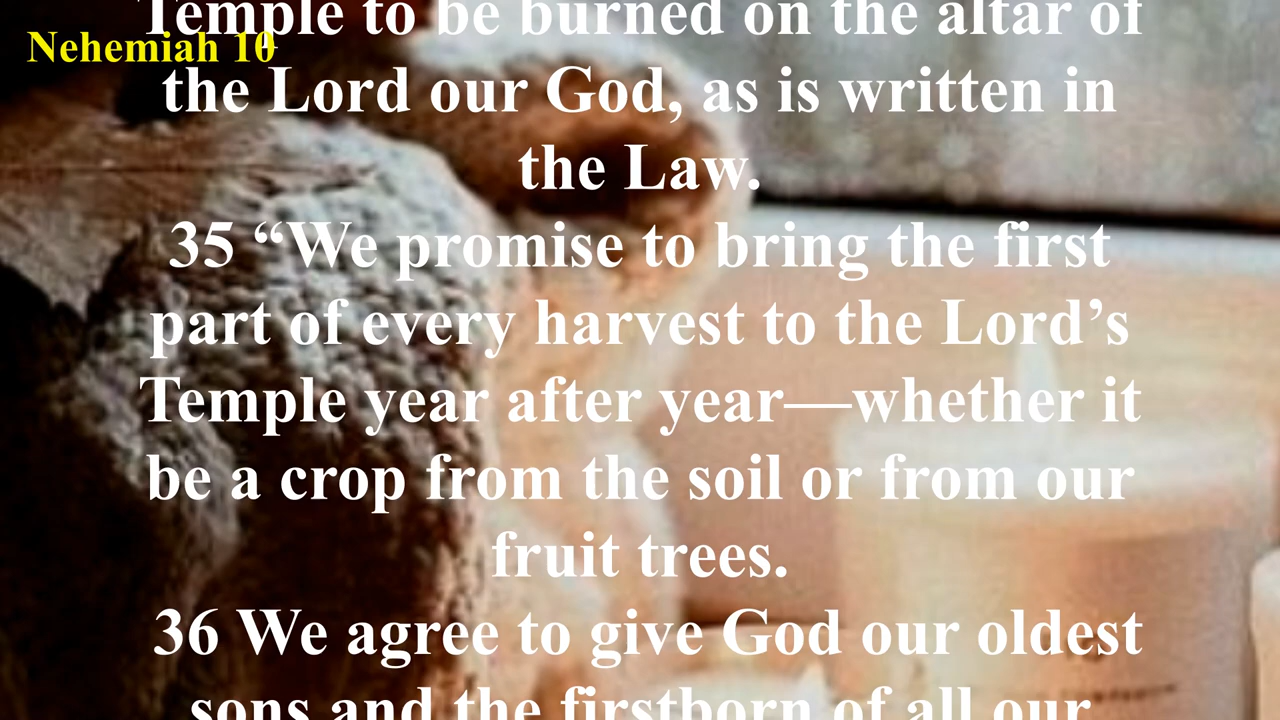 Temple to be burned on the altar of
Nehemiah 10
the Lord our God, as is written in
the Law.
35 “We promise to bring the first
part of every harvest to the Lord’s
Temple year after year—whether it
be a crop from the soil or from our
fruit trees.
36 We agree to give God our oldest
sons and the firstborn of all our